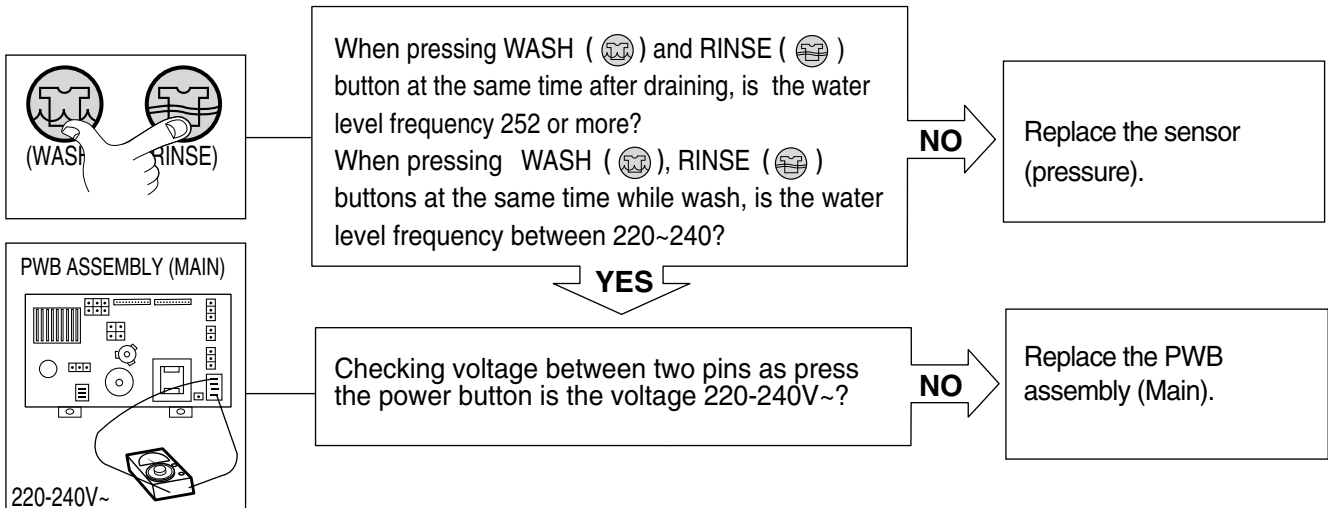 (WASH
RINSE)
When pressing WASH ( ) and RINSE ( )
button at the same time after draining, is the water
level frequency 252 or more?
When pressing WASH ( ), RINSE ( )
buttons at the same time while wash, is the water
level frequency between 220~240?
NO
Replace the sensor
(pressure).
YES
PWB ASSEMBLY (MAIN)
220-240V~
Checking voltage between two pins as press
the power button is the voltage 220-240V~?
NO
Replace the PWB
assembly (Main).